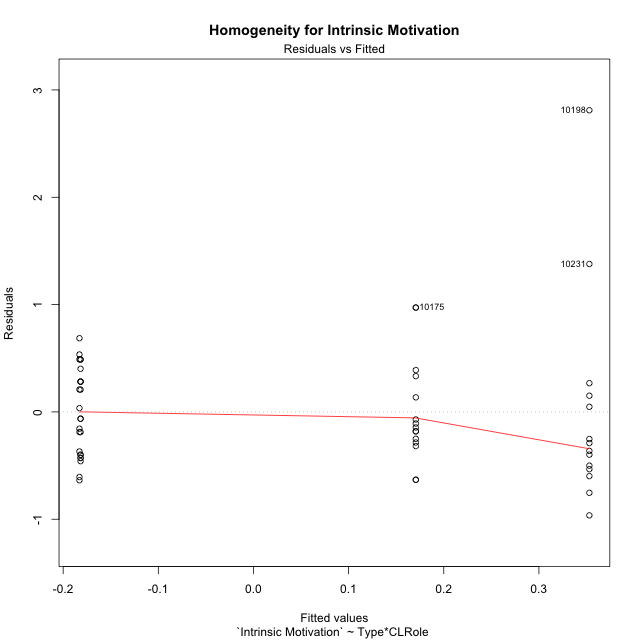 Homogeneity for Intrinsic Motivation
Residuals vs Fitted
3
2
1
0
-1
Residuals
10198
10231
10175
-0.2 -0.1 0.0 0.1 0.2 0.3
Fitted values
`Intrinsic Motivation` ~ Type*CLRole